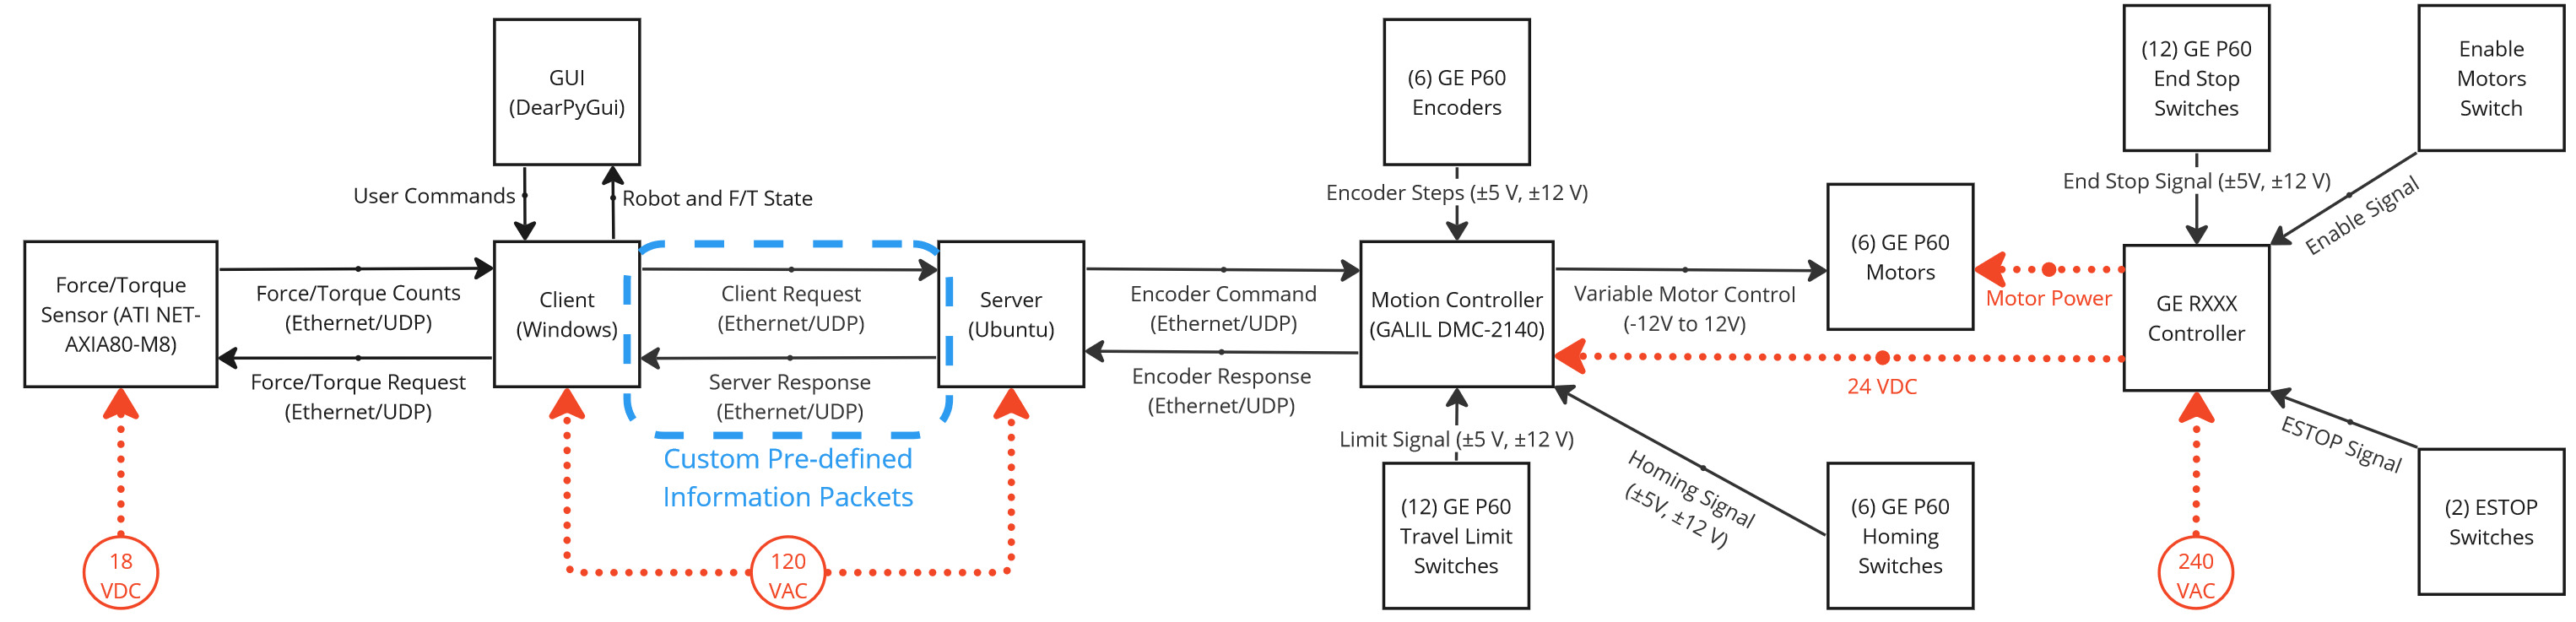 GUI
(DearPyGui)
(6) GE P60
Encoders
(12) GE P60
End Stop
Switches
Enable
Motors
Switch
User Commands
Robot and F/T State
Encoder Steps (±5 V, ±12 V)
End Stop Signal (±5V, ±12 V)
Enable Signal
Force/Torque
Sensor (ATI NET-
AXIA80-M8)
Force/Torque Counts
(Ethernet/UDP)
Force/Torque Request
(Ethernet/UDP)
Client
(Windows)
Client Request
(Ethernet/UDP)
Server Response
(Ethernet/UDP)
Custom Pre-defined
Information Packets
Server
(Ubuntu)
Encoder Command
(Ethernet/UDP)
Encoder Response
(Ethernet/UDP)
Motion Controller
(GALIL DMC-2140)
Variable Motor Control
(-12V to 12V)
(6) GE P60
Motors
Motor Power
24 VDC
GE RXXX
Controller
Limit Signal (±5 V, ±12 V)
Homing Signal
(±5V, ±12 V)
ESTOP Signal
18
VDC
120
VAC
(12) GE P60
Travel Limit
Switches
(6) GE P60
Homing
Switches
240
VAC
(2) ESTOP
Switches